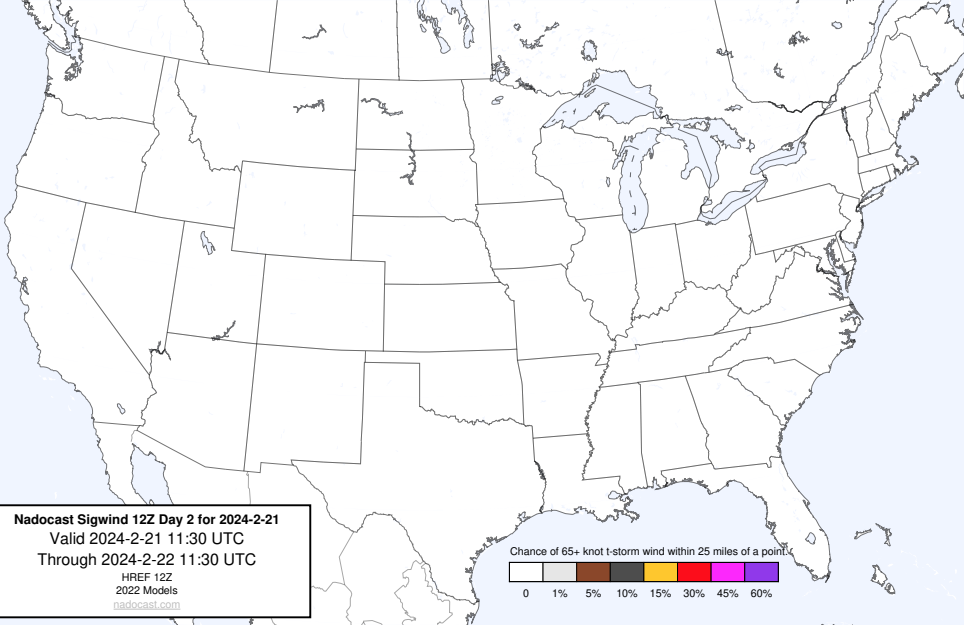 Nadocast Sigwind 12Z Day 2 for 2024-2-21
Valid 2024-2-21 11:30 UTC
Through 2024-2-22 11:30 UTC
HREF 12Z
2022 Models
nadocast.com
Chance of 65+ knot t-storm wind within 25 miles of a point.
0 1% 5% 10% 15% 30% 45% 60%